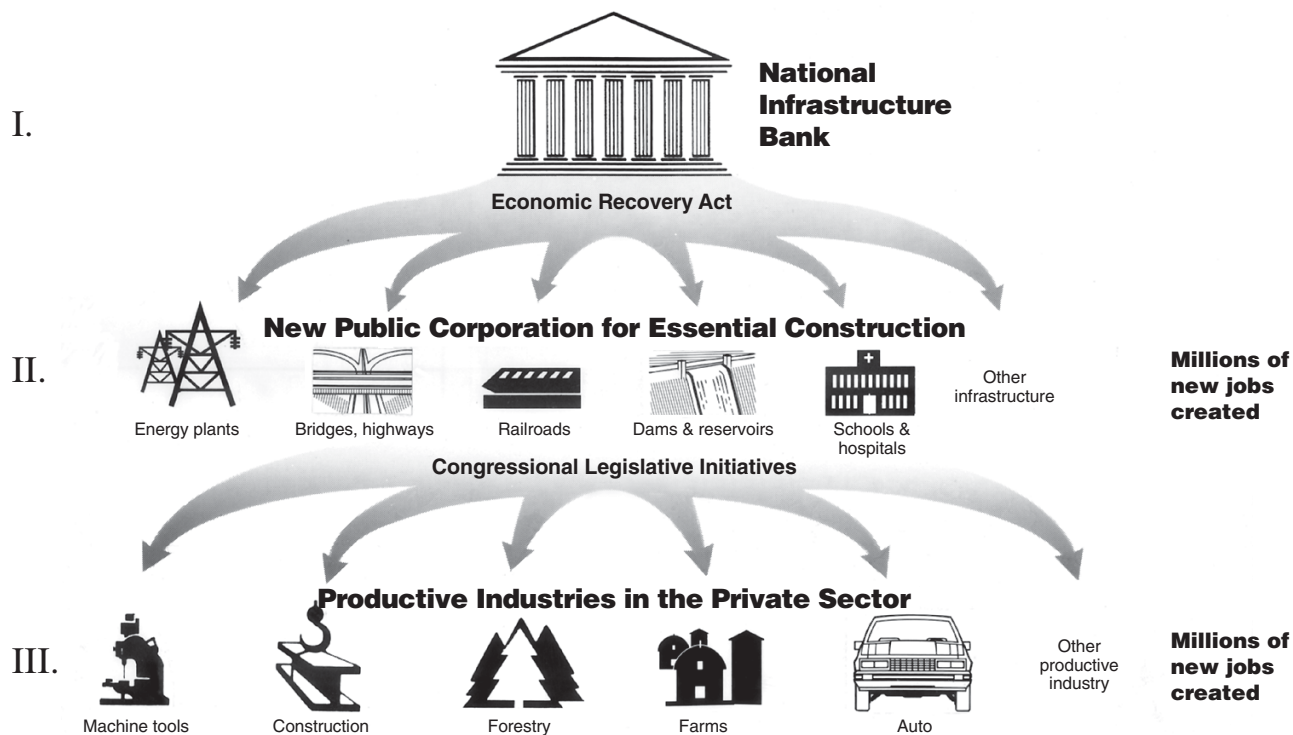 I.
National
Infrastructure
Bank
Economic Recovery Act
II.
New Public Corporation for Essential Construction
Energy plants
Bridges, highways
Railroads
Dams & reservoirs
Schools &
hospitals
Other
infrastructure
Millions of
new jobs
created
Congressional Legislative Initiatives
III.
Productive Industries in the Private Sector
Machine tools
Construction
Forestry
Farms
Auto
Other
productive
industry
Millions of
new jobs
created